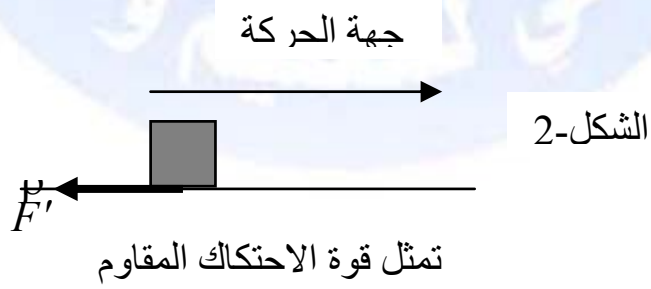 جهة الحركة
الشكل-2
F'
تمثل قوة الاحتكاك المقاوم